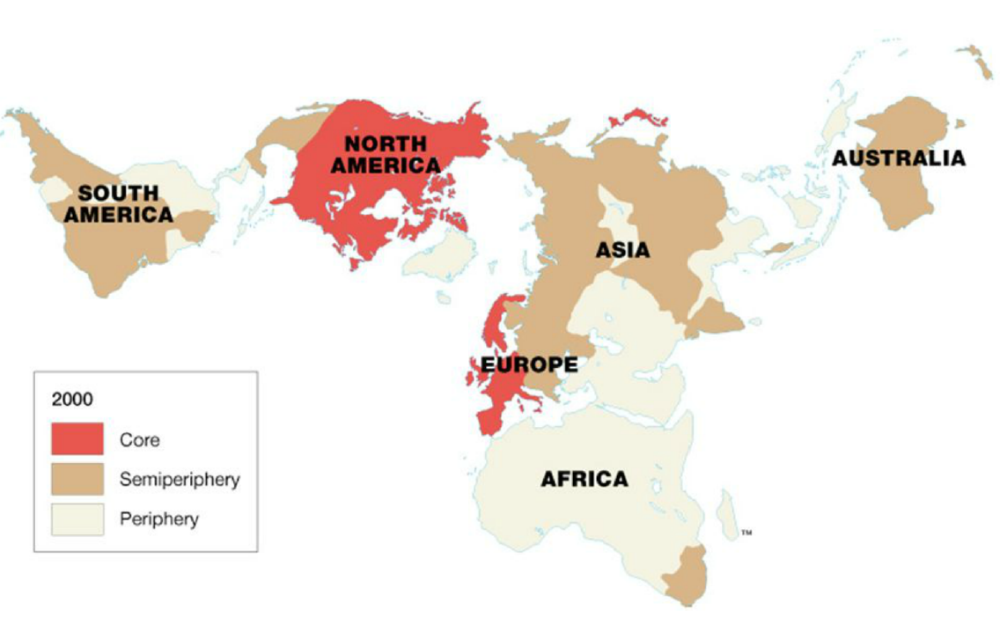 NORTH
AMERICA
AUSTRALIA
SOUTH
AMERICA
ASIA
EUROPE
2000
Core
Semiperiphery
Periphery
AFRICA
TM